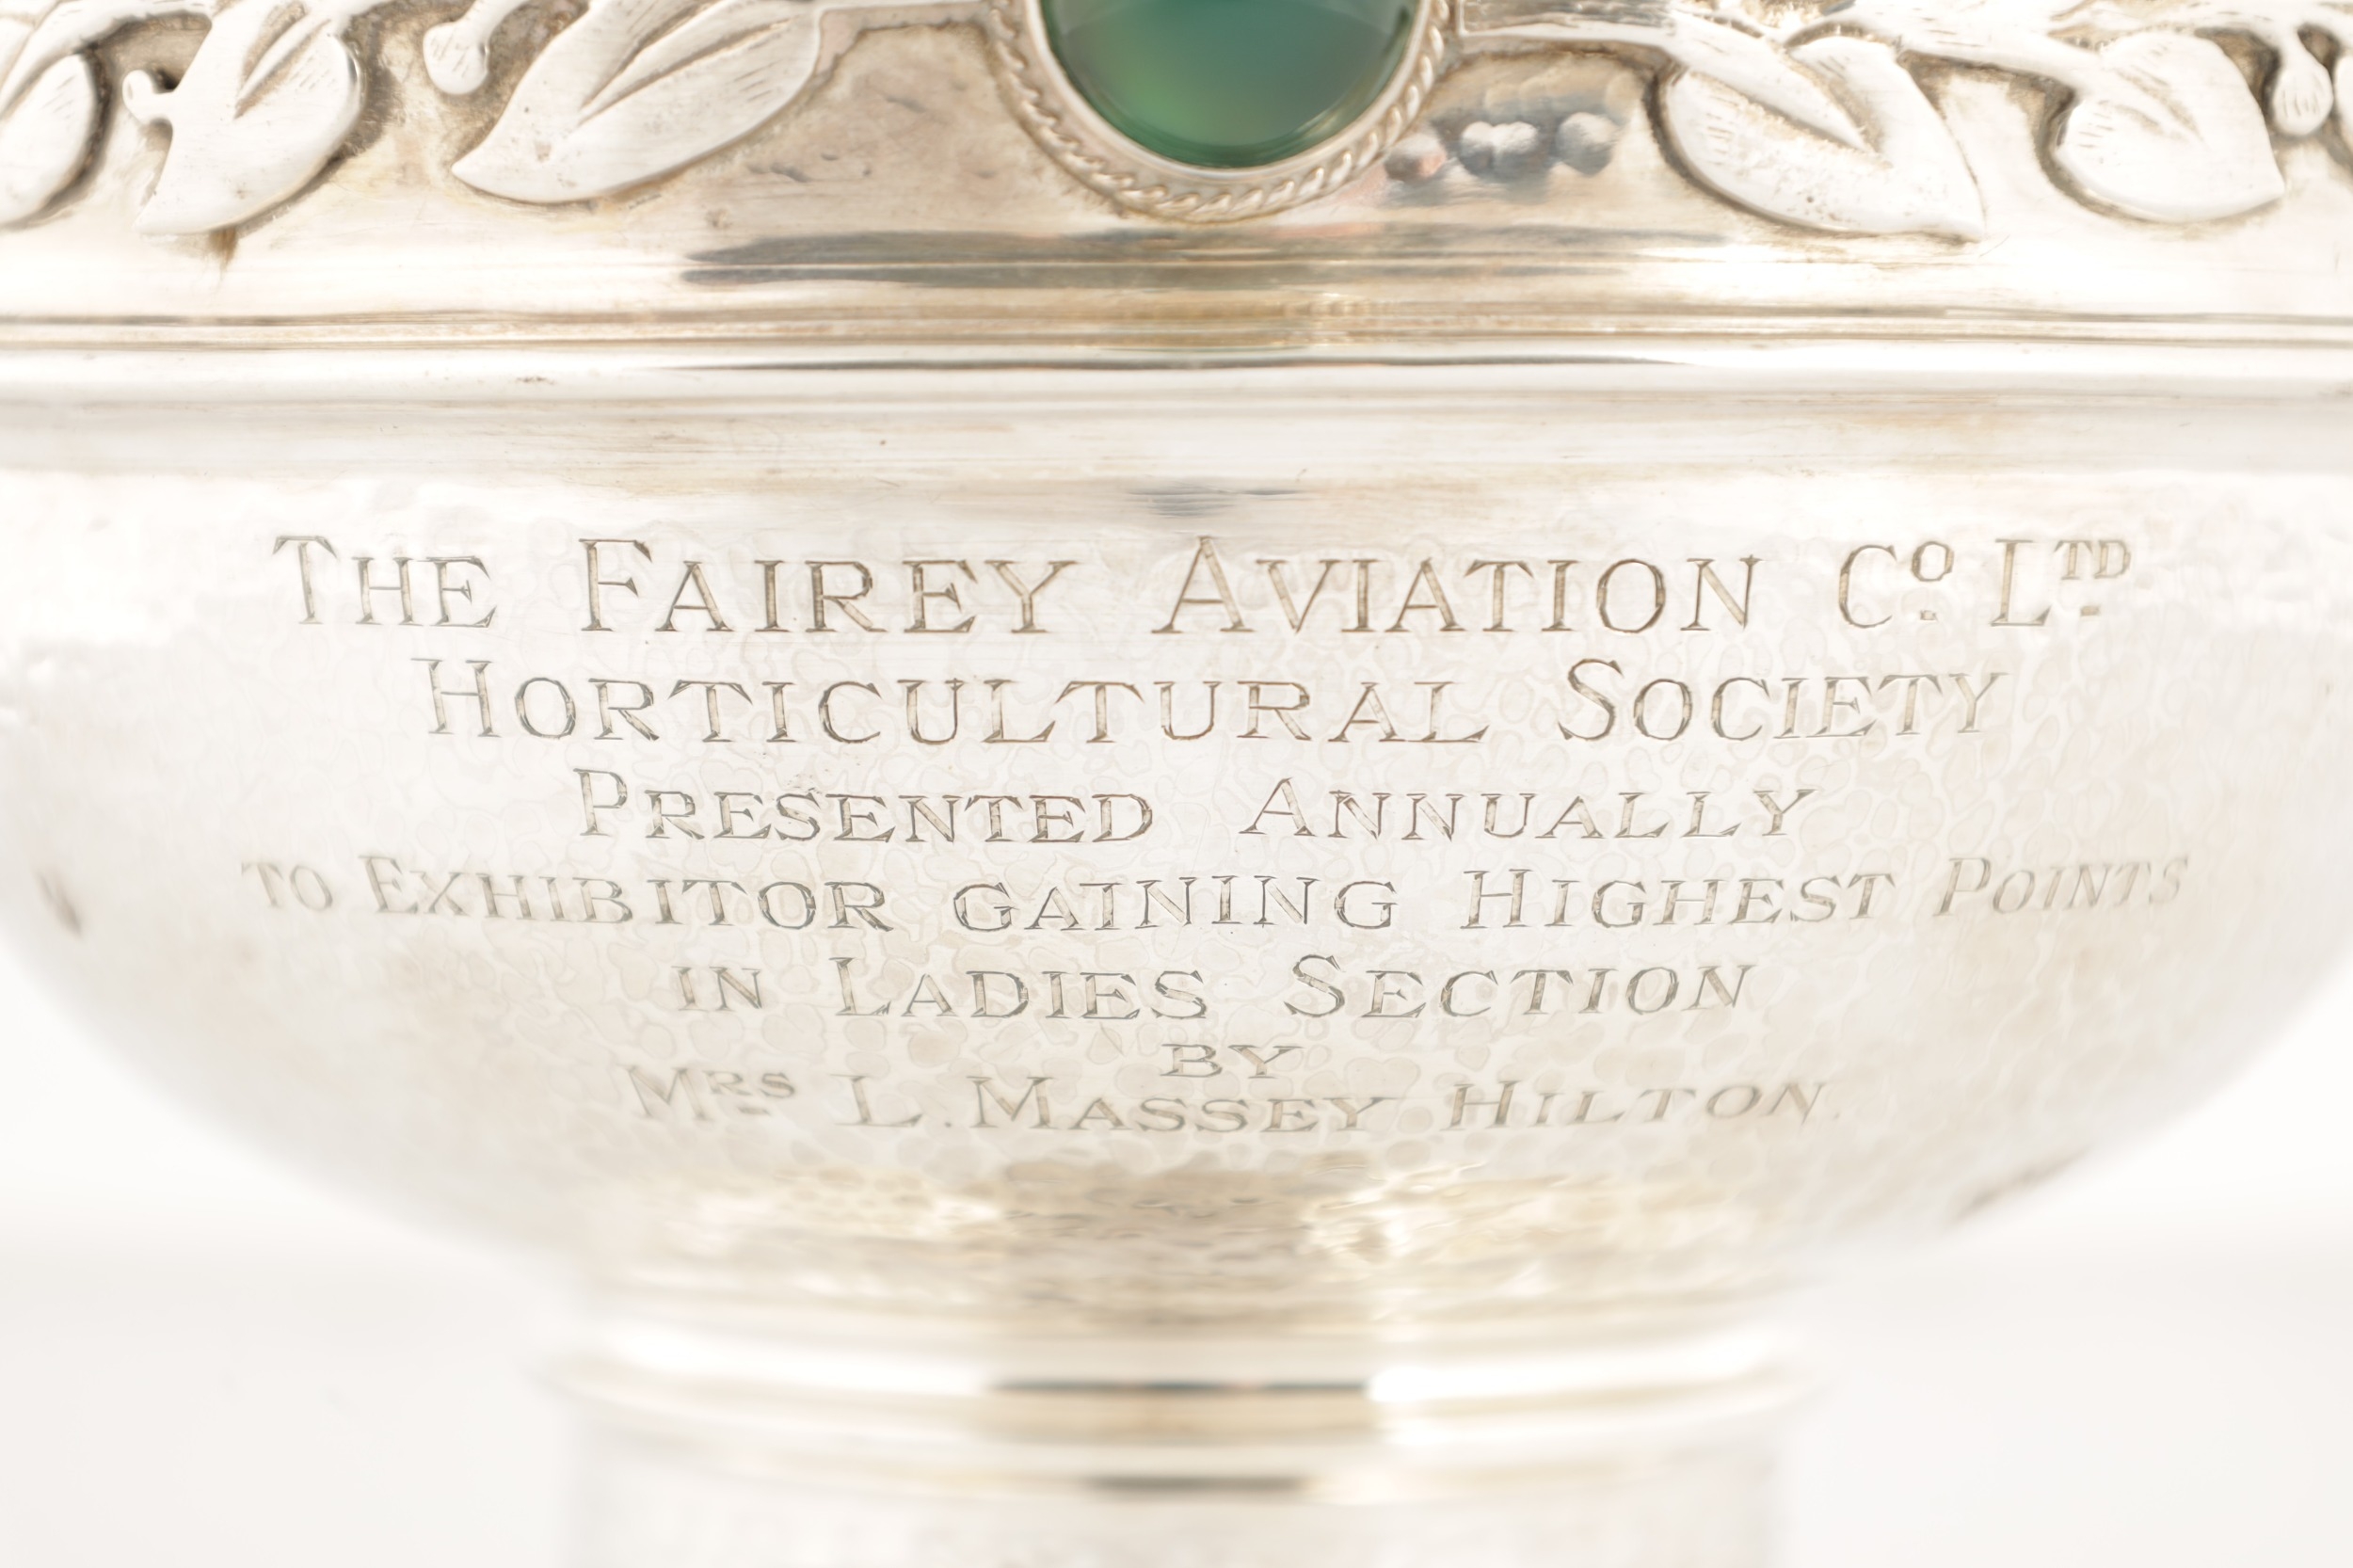 THE FAIREY AVIATION Cº. LTD.
HORTICULTURAL SOCIETY
PRESENTED ANNUALLY
TO EXHIBITOR GAINING HIGHEST POINTS
IN LADIES SECTION
BY
MRS L. MASSEY HILTON.